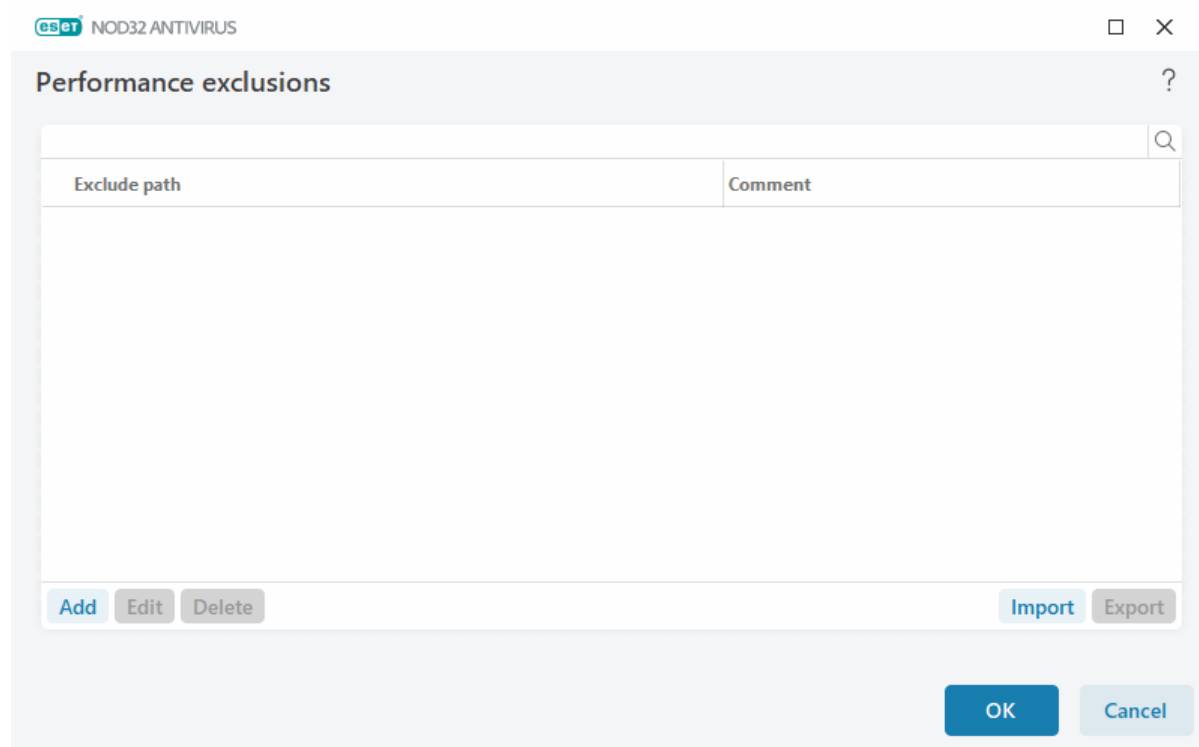 eset NOD32 ANTIVIRUS
Performance exclusions
?
Exclude path Comment
Add Edit Delete Import Export
OK Cancel